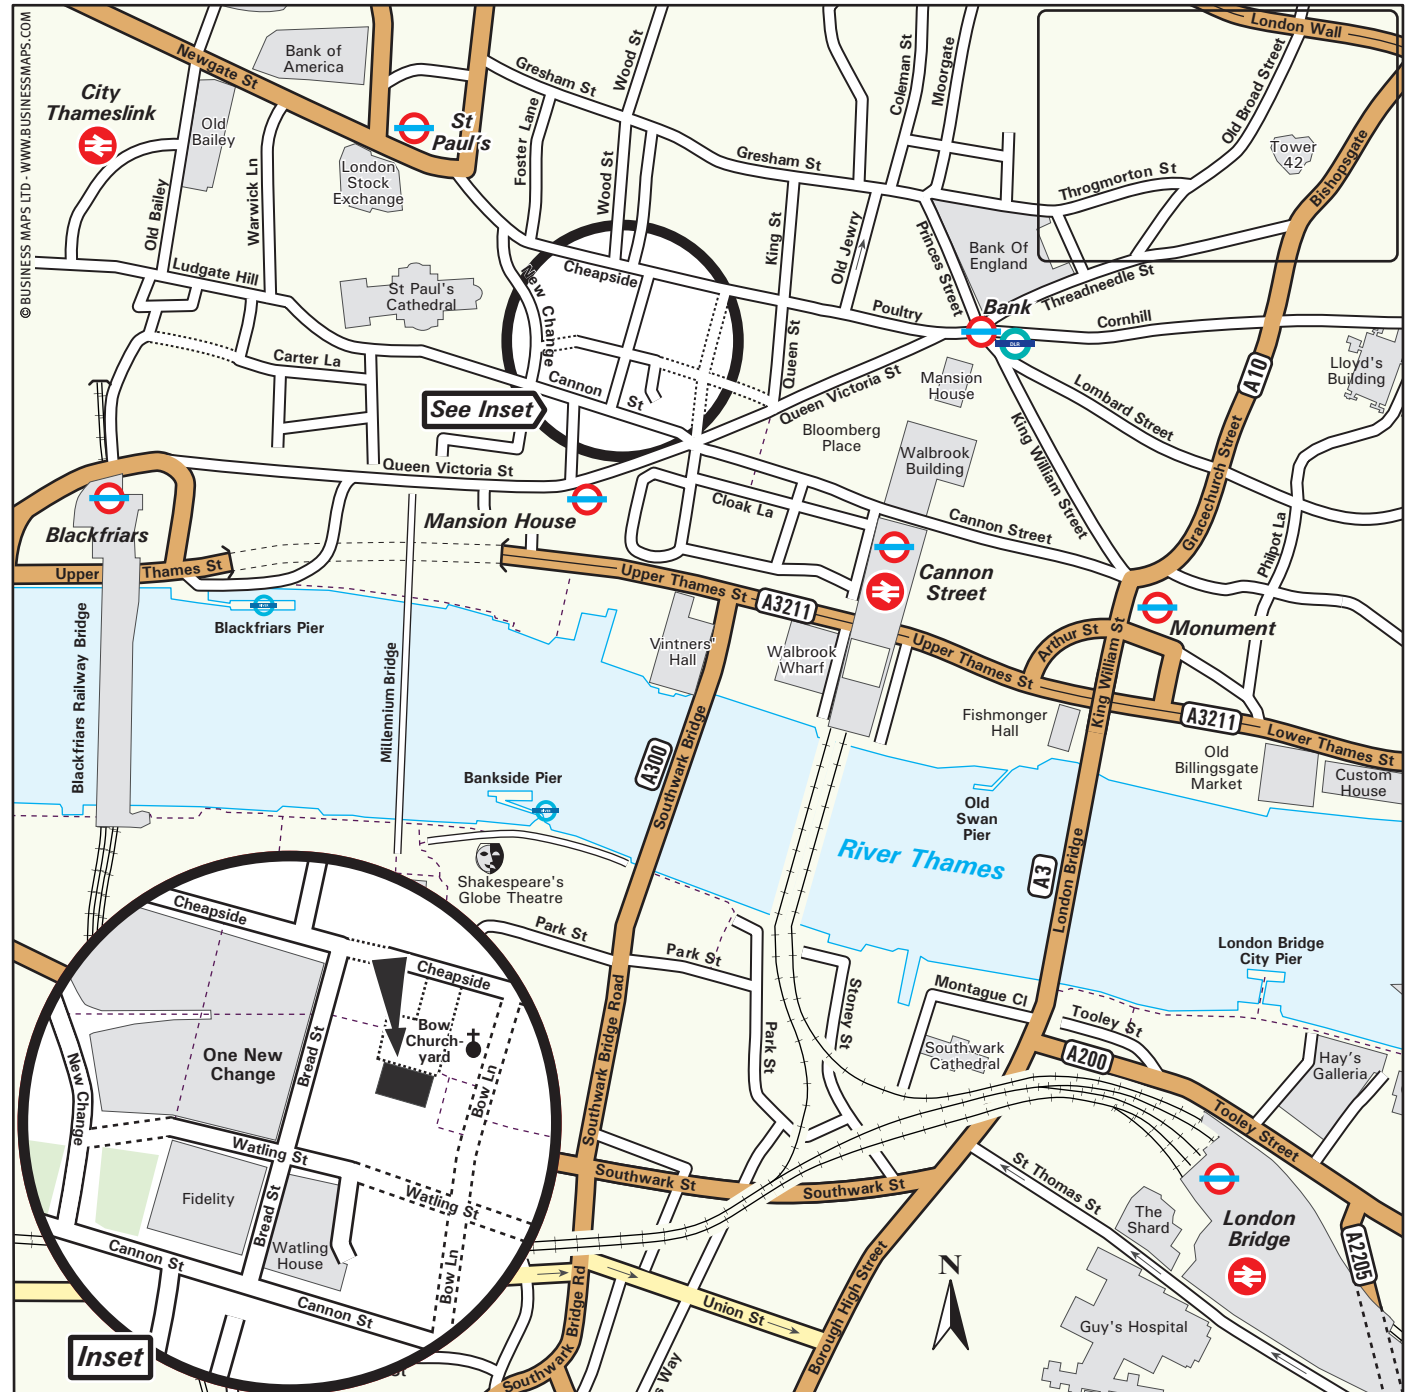 ©BUSINESS MAPS LTD - WWW.BUSINESSMAPS.COM
Newgate St
Bank of
America
City
Thameslink
Old
Bailey
St
Paul's
London
Stock
Exchange
Old Bailey
Warwick Ln
Ludgate Hill
St Paul's
Cathedral
Carter La
Gresham St
Wood St
Foster Lane
Wood St
Gresham St
Coleman St
Moorgate
London Wall
Old Broad Street
Tower
42
Bishopsgate
Throgmorton St
King St
Old Jewry
Princes Street
Bank Of
England
Threadneedle St
Cheapside
New Change
Cannon
St
Queen St
Poultry
Bank
DLR
Cornhill
A10
Lloyd's
Building
Mansion
House
Lombard Street
Queen Victoria St
Bloomberg
Place
Walbrook
Building
King William Street
Gracechurch Street
Philpot La
See Inset
Queen Victoria St
Mansion House
Cloak La
Cannon Street
Blackfriars
Upper
Thames St
Cannon
Street
Upper Thames St
A3211
Blackfriars Pier
Blackfriars Railway Bridge
Millennium Bridge
Vintners'
Hall
Walbrook
Wharf
Upper Thames St
Arthur St
King William St
Monument
A3211
Lower Thames St
Fishmonger
Hall
Old
Billingsgate
Market
Custom
House
A300
Southwark Bridge
Bankside Pier
Old
Swan
Pier
River Thames
A3
London Bridge
Shakespeare's
Globe Theatre
Park St
Park St
Park St
Stoney St
Southwark Bridge Road
Montague Cl
Southwark
Cathedral
Tooley St
A200
London Bridge
City Pier
Hay's
Galleria
Tooley Street
Southwark St
Southwark St
St Thomas St
The
Shard
London
Bridge
A2205
Guy's Hospital
N
Union St
Borough High Street
Southwark Bridge Rd
s Way
St
Cheapside
Cheapside
Bow
Church-
yard
One New
Change
Bread St
New Change
Bow Ln
Watling St
Watling St
Fidelity
Bread St
Watling
House
Cannon St
Cannon St
Bow Ln
Inset